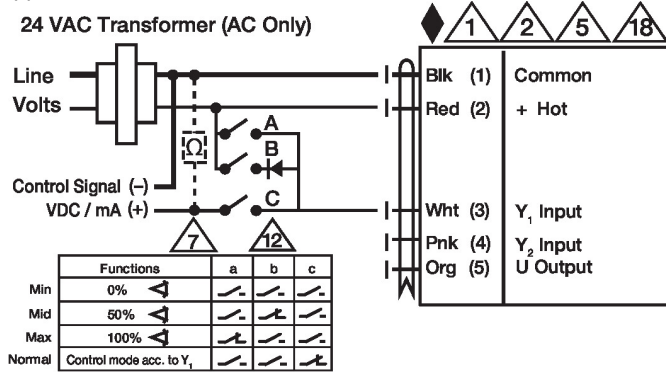 24 VAC Transformer (AC Only)
1 2 5 18
Line
Volts
Blk (1) Common
Red (2) + Hot
A
B
C
Ω
Control Signal (–)
VDC / mA (+)
Wht (3) Y₁ Input
Pnk (4) Y₂ Input
Org (5) U Output
7 12
Functions a b c
Min 0%
Mid 50%
Max 100%
Normal Control mode acc. to Y₁